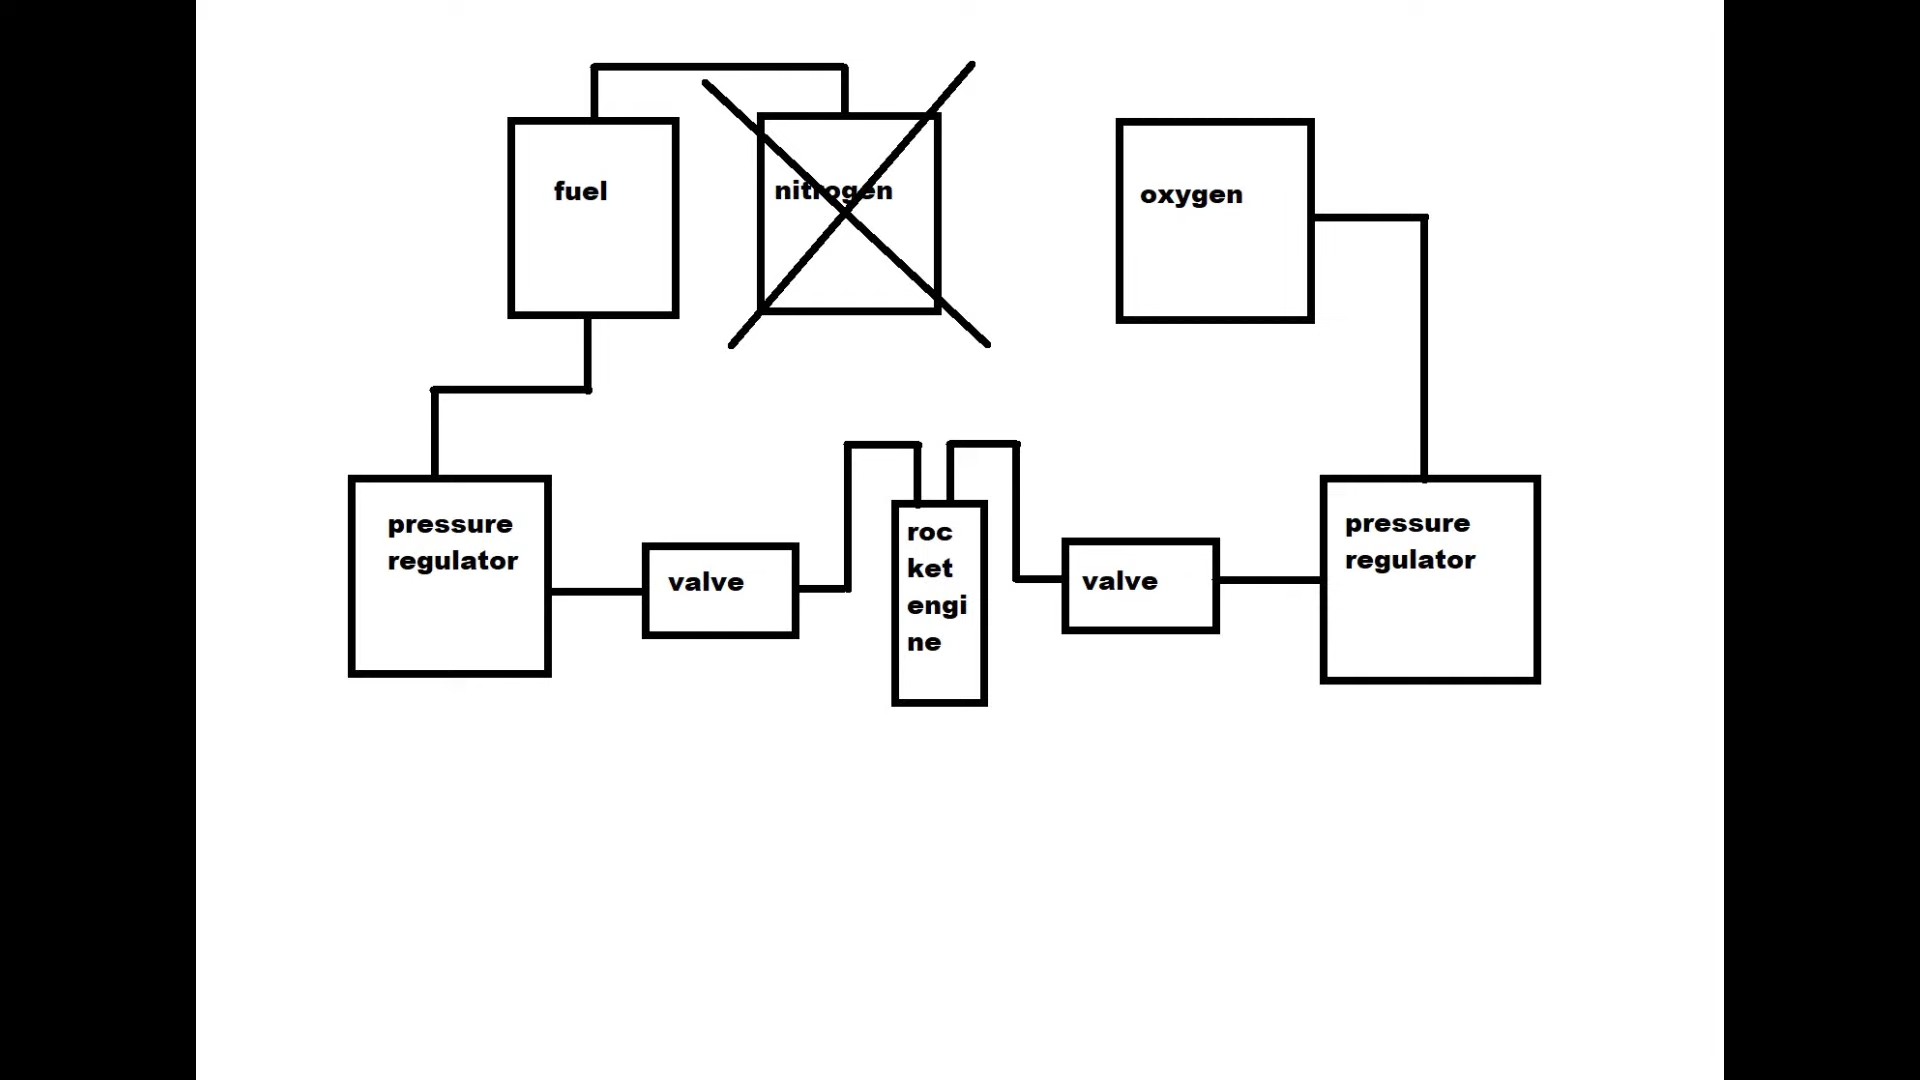 fuel
nitrogen
oxygen
pressure
regulator
valve
roc
ket
engi
ne
valve
pressure
regulator